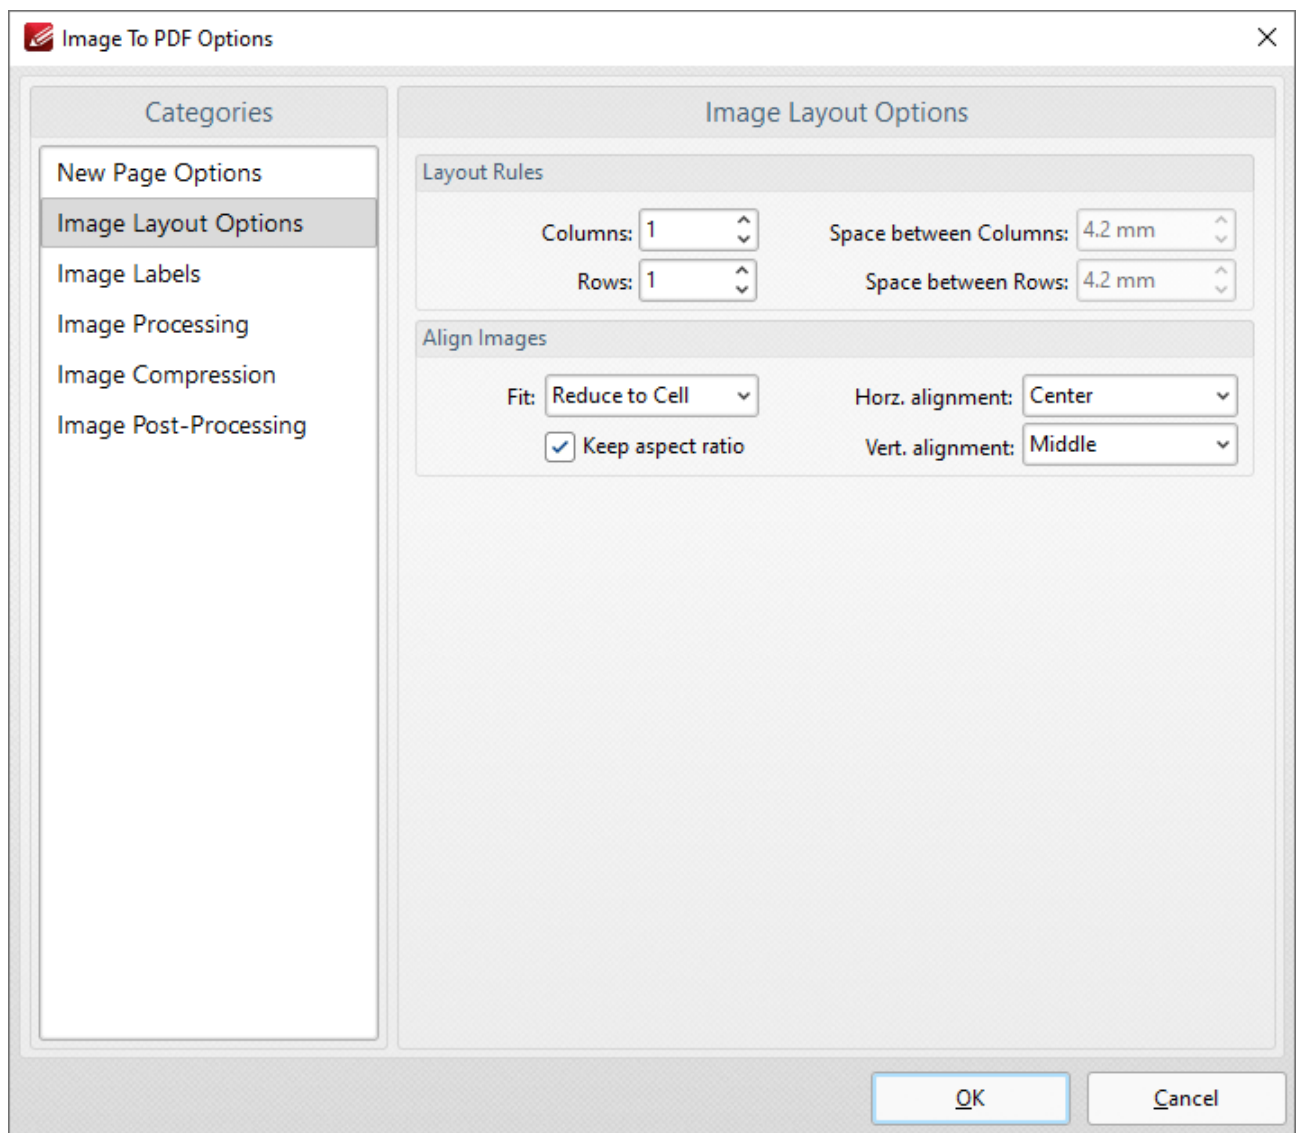 Image To PDF Options
Categories
New Page Options
Image Layout Options
Image Labels
Image Processing
Image Compression
Image Post-Processing
Image Layout Options
Layout Rules
Columns: 1 Space between Columns: 4.2 mm
Rows: 1 Space between Rows: 4.2 mm
Align Images
Fit: Reduce to Cell Horz. alignment: Center
Keep aspect ratio Vert. alignment: Middle
OK Cancel